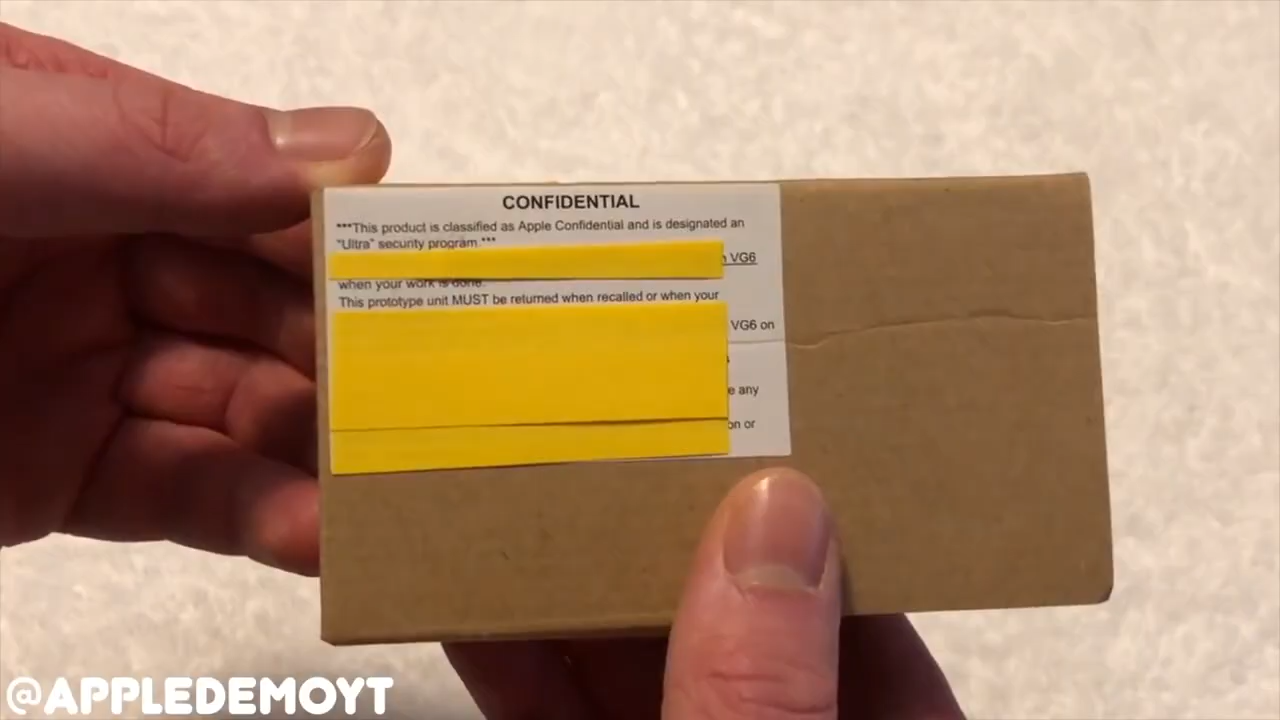 CONFIDENTIAL
***This product is classified as Apple Confidential and is designated an
"Ultra" security program.***
VG6
when your work is done.
This prototype unit MUST be returned when recalled or when your
VG6 on
any
or
@APPLEDEMOYT